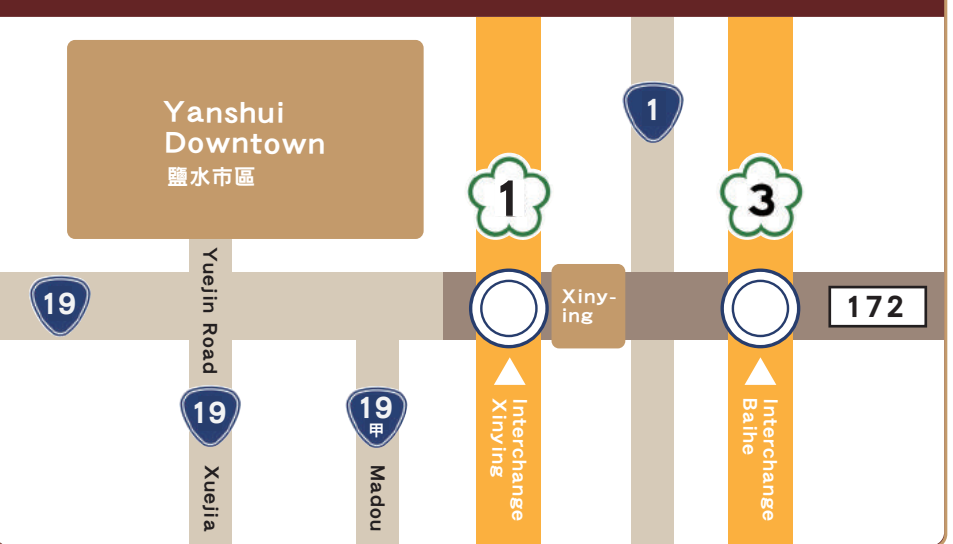 Yanshui
Downtown
鹽水市區
1
1
3
19
Yuejin Road
Xiny-
ing
172
19
19
甲
Xuejia
Madou
Interchange
Xinying
Interchange
Baihe